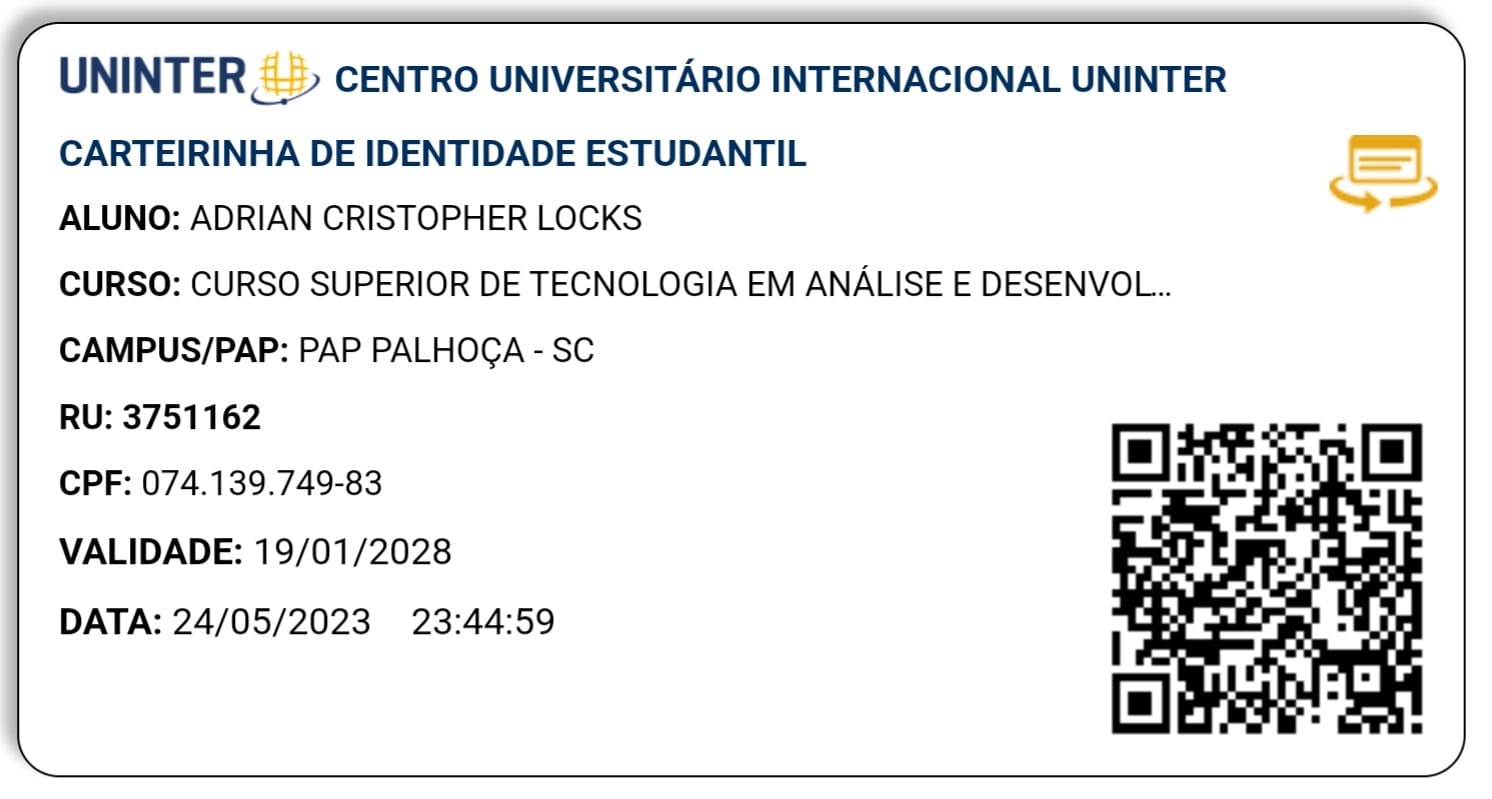 UNINTER CENTRO UNIVERSITÁRIO INTERNACIONAL UNINTER
CARTEIRINHA DE IDENTIDADE ESTUDANTIL
ALUNO: ADRIAN CRISTOPHER LOCKS
CURSO: CURSO SUPERIOR DE TECNOLOGIA EM ANÁLISE E DESENVOL...
CAMPUS/PAP: PAP PALHOÇA - SC
RU: 3751162
CPF: 074.139.749-83
VALIDADE: 19/01/2028
DATA: 24/05/2023 23:44:59